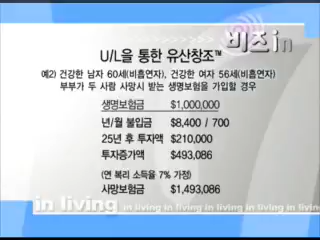 비즈in
U/L을 통한 유산창조™
예2) 건강한 남자 60세(비흡연자), 건강한 여자 56세(비흡연자)
부부가 두 사람 사망시 받는 생명보험을 가입할 경우
생명보험금 $1,000,000
년/월 불입금 $8,400 / 700
25년 후 투자액 $210,000
투자증가액 $493,086
(연 복리 소득율 7% 가정)
사망보험금 $1,493,086
in living in living in living in living in living in living